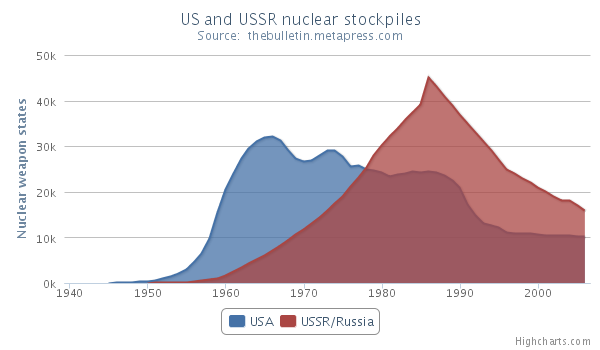 US and USSR nuclear stockpiles
Source: thebulletin.metapress.com
Nuclear weapon states
50k
40k
30k
20k
10k
0k
1940 1950 1960 1970 1980 1990 2000
USA USSR/Russia
Highcharts.com